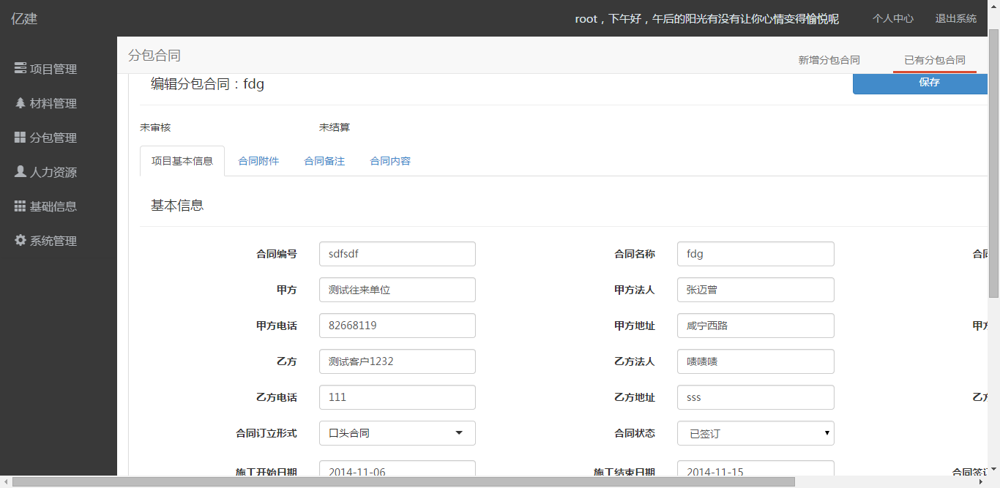 亿建
root，下午好，午后的阳光有没有让你心情变得愉悦呢 个人中心 退出系统
项目管理
材料管理
分包管理
人力资源
基础信息
系统管理
分包合同 新增分包合同 已有分包合同
编辑分包合同：fdg 保存
未审核 未结算
项目基本信息 合同附件 合同备注 合同内容
基本信息
合同编号 sdfsdf 合同名称 fdg 合同
甲方 测试往来单位 甲方法人 张迈曾
甲方电话 82668119 甲方地址 咸宁西路 甲方
乙方 测试客户1232 乙方法人 啧啧啧
乙方电话 111 乙方地址 sss 乙方
合同订立形式 口头合同 合同状态 已签订
施工开始日期 2014-11-06 施工结束日期 2014-11-15 合同签订